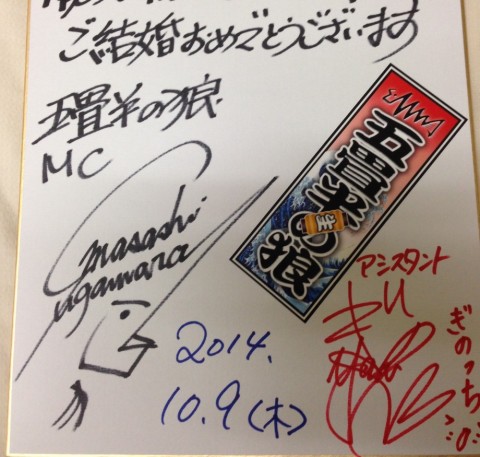 ご結婚おめでとうございます
五畳半の狼
MC
Masashi
Sugawara
五畳半の狼
アシスタント
ぎのっち
2014.
10.9(木)